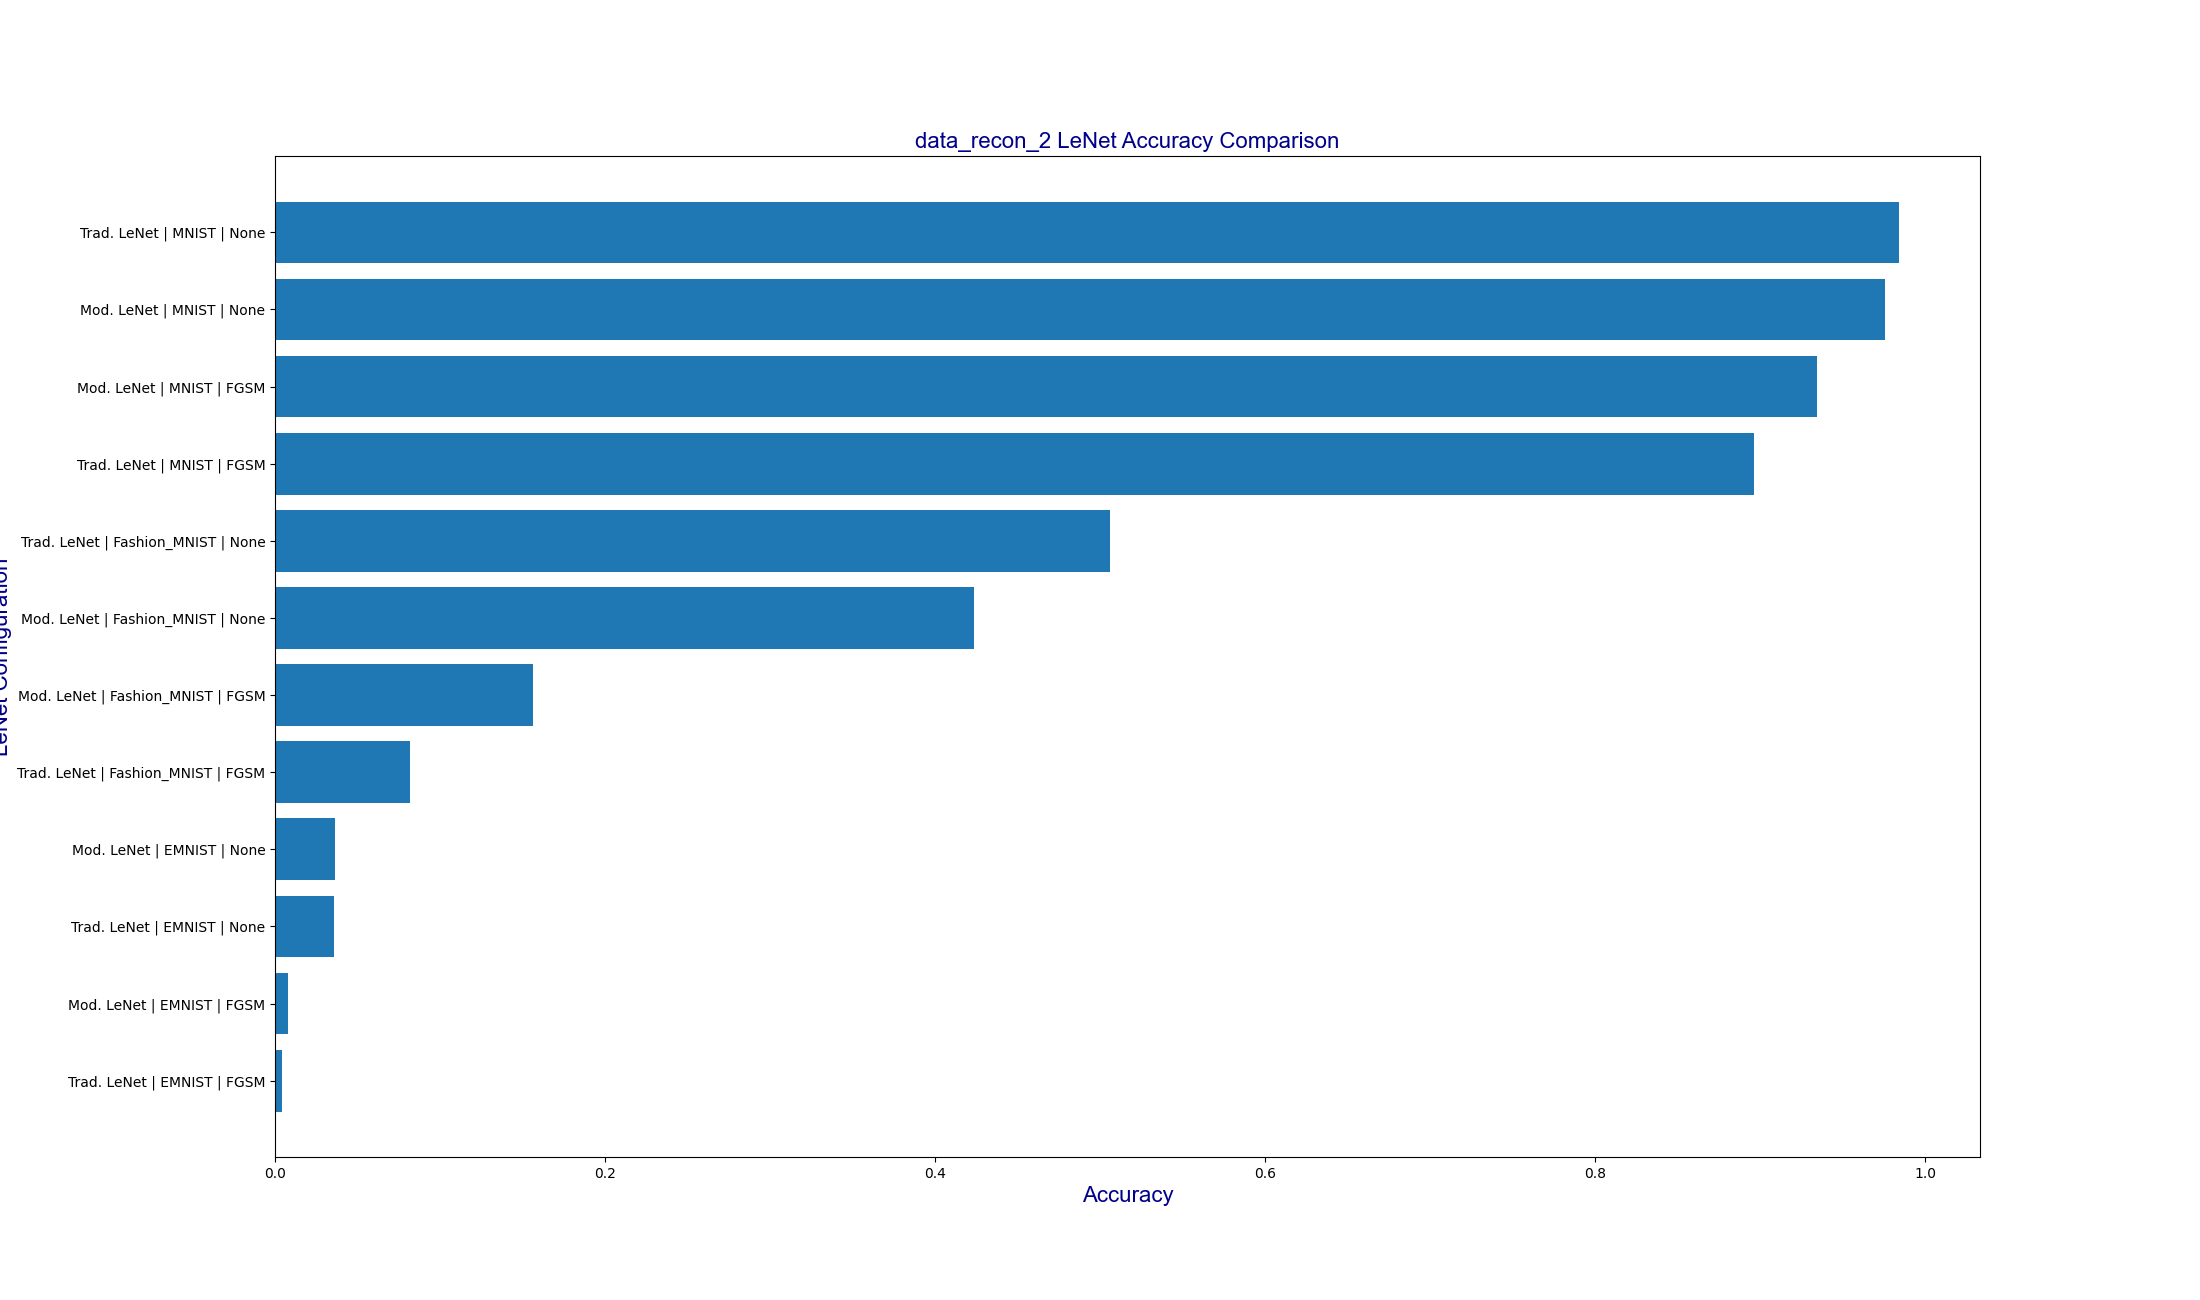 data_recon_2 LeNet Accuracy Comparison
Trad. LeNet | MNIST | None
Mod. LeNet | MNIST | None
Mod. LeNet | MNIST | FGSM
Trad. LeNet | MNIST | FGSM
Trad. LeNet | Fashion_MNIST | None
Mod. LeNet | Fashion_MNIST | None
Mod. LeNet | Fashion_MNIST | FGSM
Trad. LeNet | Fashion_MNIST | FGSM
Mod. LeNet | EMNIST | None
Trad. LeNet | EMNIST | None
Mod. LeNet | EMNIST | FGSM
Trad. LeNet | EMNIST | FGSM
LeNet Configuration
0.0 0.2 0.4 0.6 0.8 1.0
Accuracy